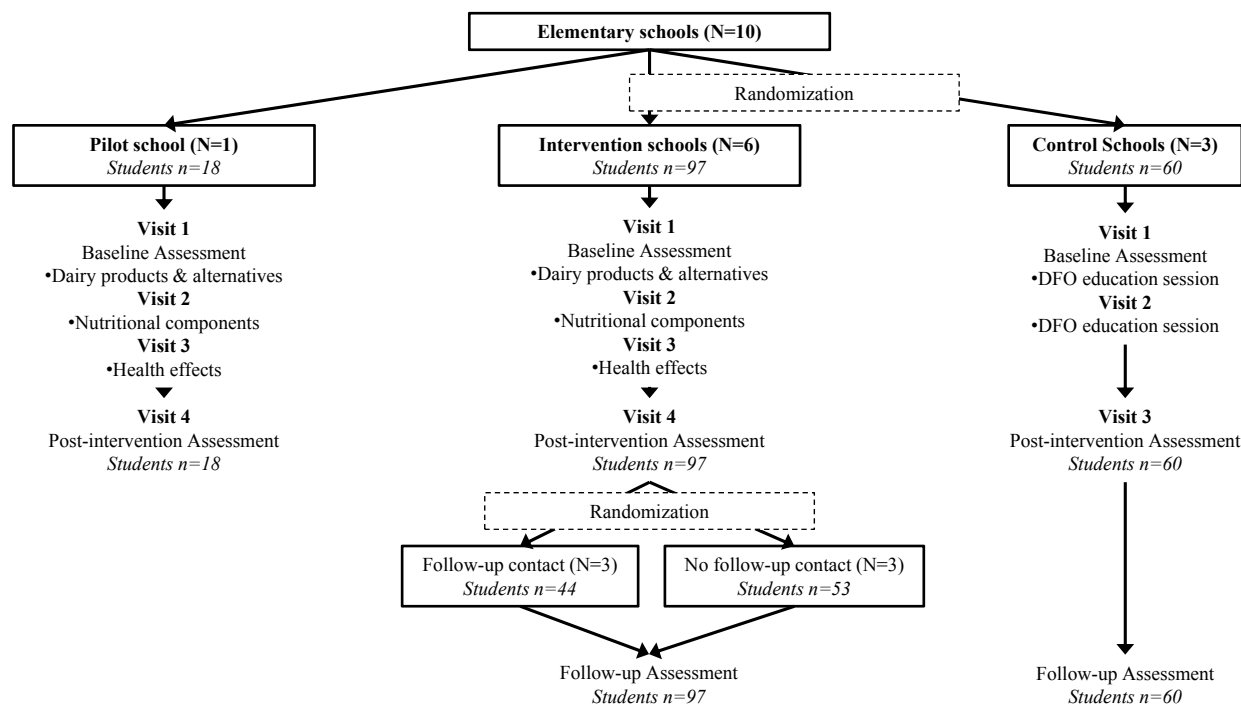 Elementary schools (N=10)
Randomization
Pilot school (N=1)
Students n=18
Intervention schools (N=6)
Students n=97
Control Schools (N=3)
Students n=60
Visit 1
Baseline Assessment
•Dairy products & alternatives
Visit 2
•Nutritional components
Visit 3
•Health effects
Visit 4
Post-intervention Assessment
Students n=18
Visit 1
Baseline Assessment
•Dairy products & alternatives
Visit 2
•Nutritional components
Visit 3
•Health effects
Visit 4
Post-intervention Assessment
Students n=97
Randomization
Follow-up contact (N=3)
Students n=44
No follow-up contact (N=3)
Students n=53
Follow-up Assessment
Students n=97
Visit 1
Baseline Assessment
•DFO education session
Visit 2
•DFO education session
Visit 3
Post-intervention Assessment
Students n=60
Follow-up Assessment
Students n=60